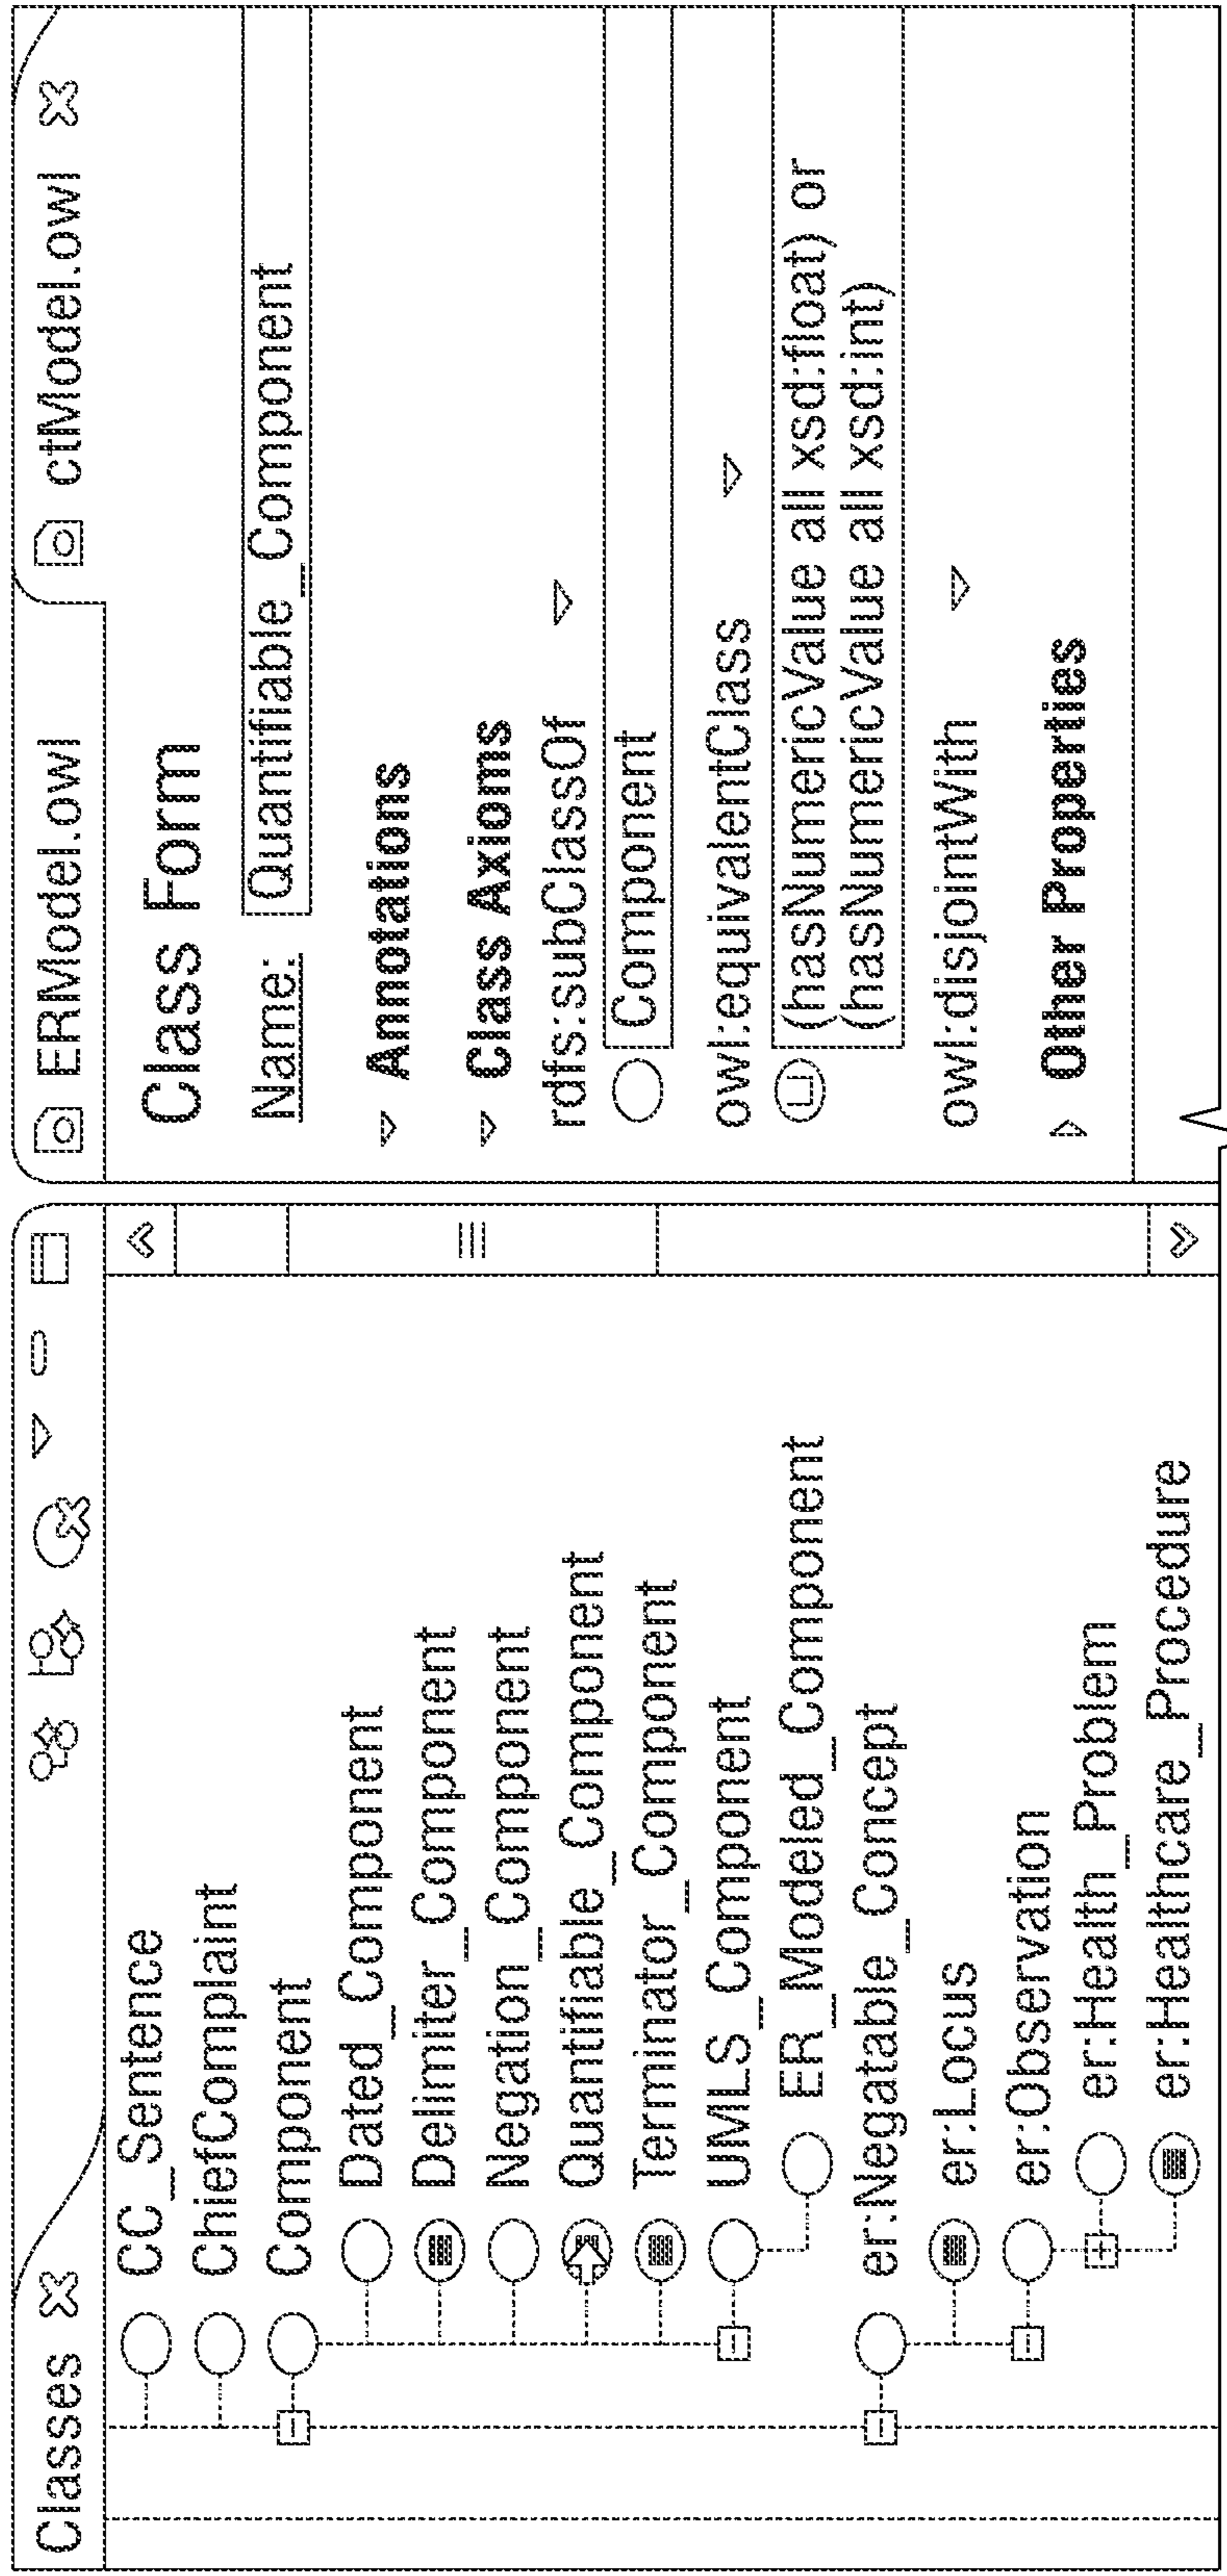 Classes
CC_Sentence
ChiefComplaint
Component
Dated_Component
Delimiter_Component
Negation_Component
Quantifiable_Component
Terminator_Component
UMLS_Component
ER_Modeled_Component
er:Negatable_Concept
er:Locus
er:Observation
er:Health_Problem
er:Healthcare_Procedure
ERModel.owl
ctModel.owl
Class Form
Name: Quantifiable_Component
Annotations
Class Axioms
rdfs:subClassOf
Component
owl:equivalentClass
(hasNumericValue all xsd:float) or
(hasNumericValue all xsd:int)
owl:disjointWith
Other Properties